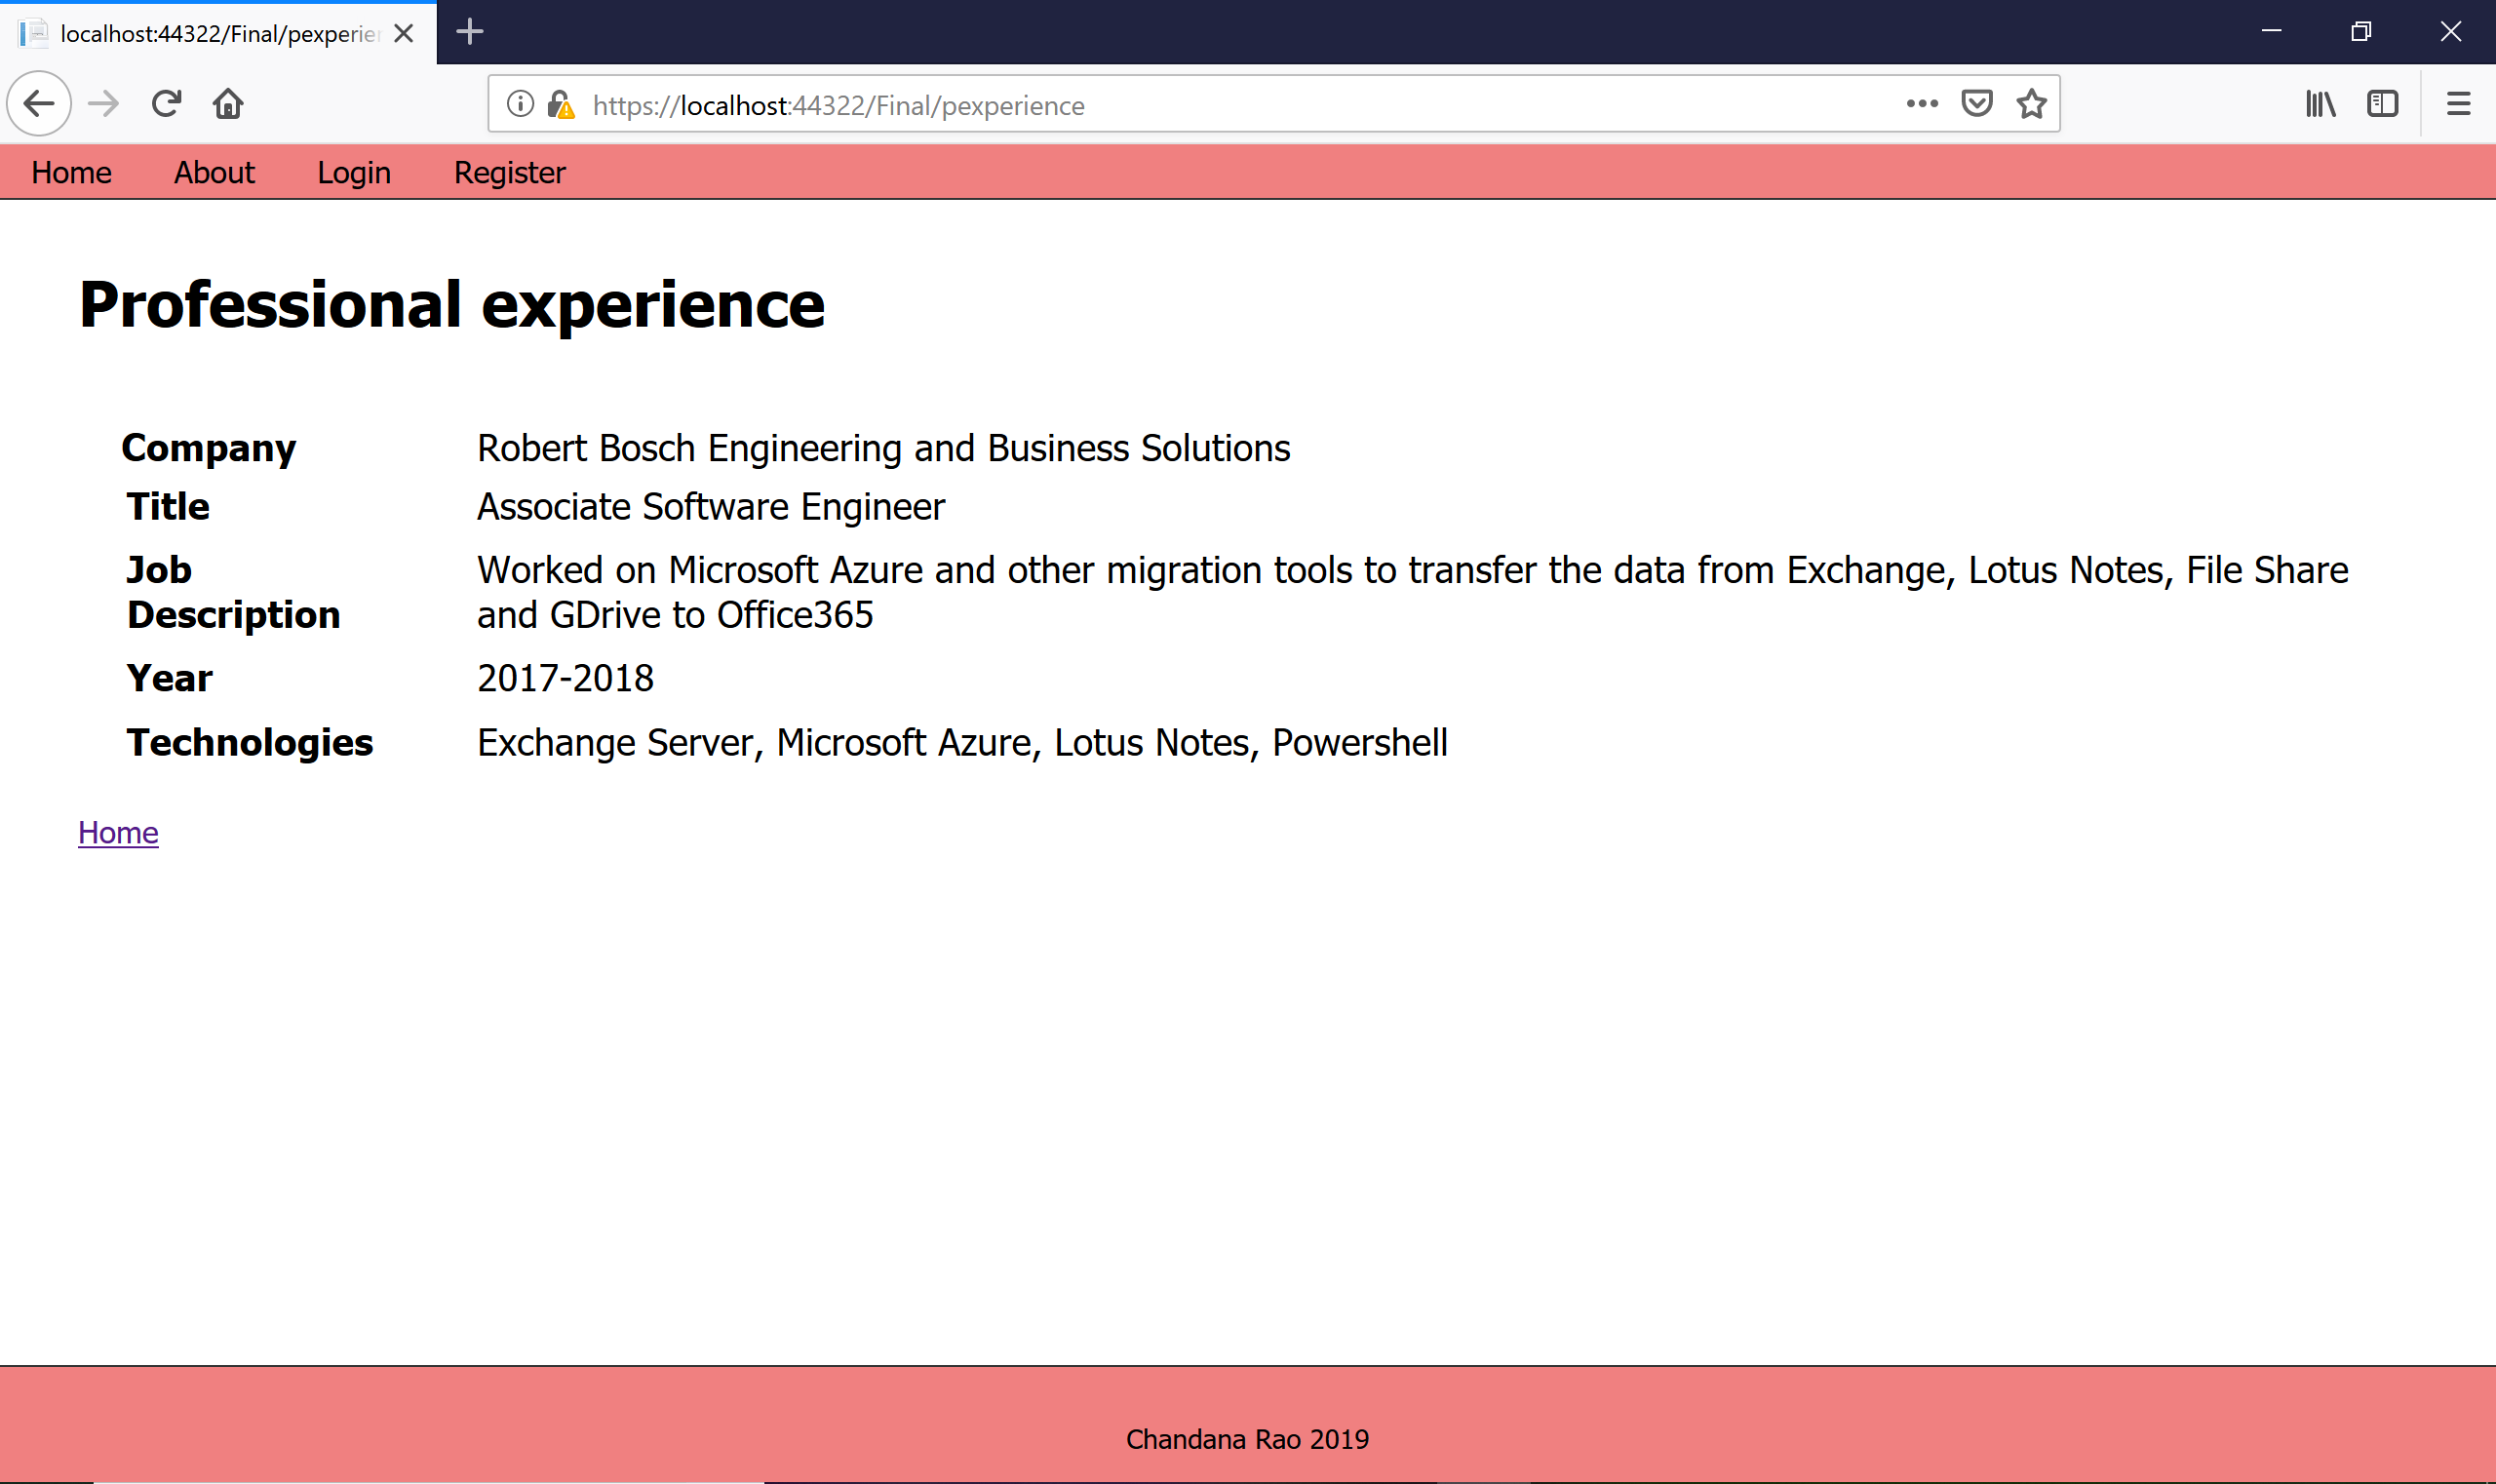 localhost:44322/Final/pexperien
https://localhost:44322/Final/pexperience
Home About Login Register
Professional experience
Company Robert Bosch Engineering and Business Solutions
Title Associate Software Engineer
Job Description Worked on Microsoft Azure and other migration tools to transfer the data from Exchange, Lotus Notes, File Share
and GDrive to Office365
Year 2017-2018
Technologies Exchange Server, Microsoft Azure, Lotus Notes, Powershell
Home
Chandana Rao 2019